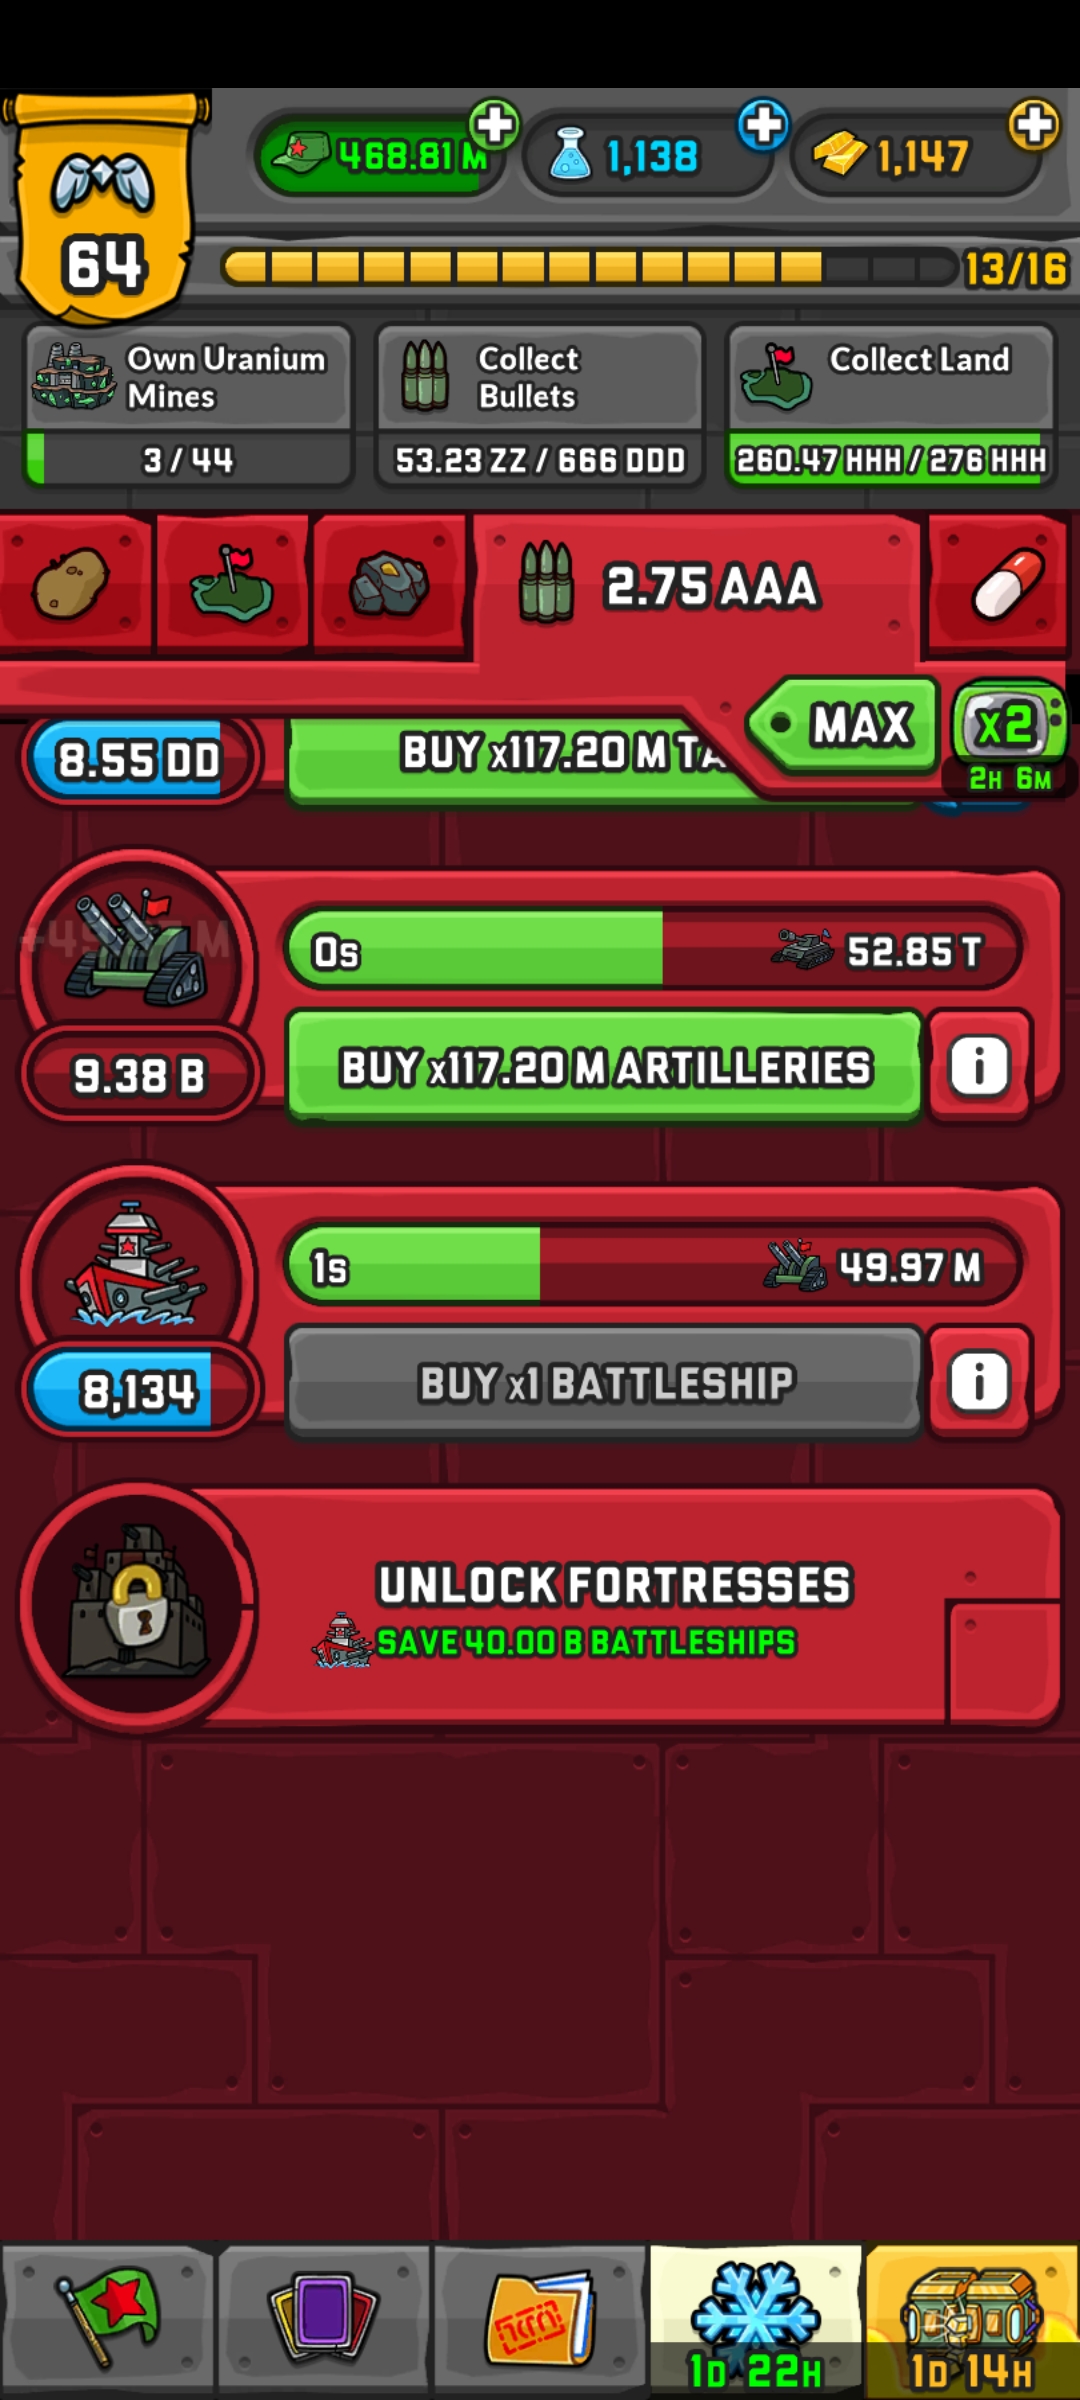 468.81 M
1,138
1,147
64
13/16
Own Uranium
Mines
3 / 44
Collect
Bullets
53.23 ZZ / 666 DDD
Collect Land
260.47 HHH / 276 HHH
2.75 AAA
MAX
x2
2H 6M
8.55 DD
BUY x117.20 M TA
0s
52.85 T
9.38 B
BUY x117.20 M ARTILLERIES
i
1s
49.97 M
8,134
BUY x1 BATTLESHIP
i
UNLOCK FORTRESSES
SAVE 40.00 B BATTLESHIPS
1D 22H
1D 14H